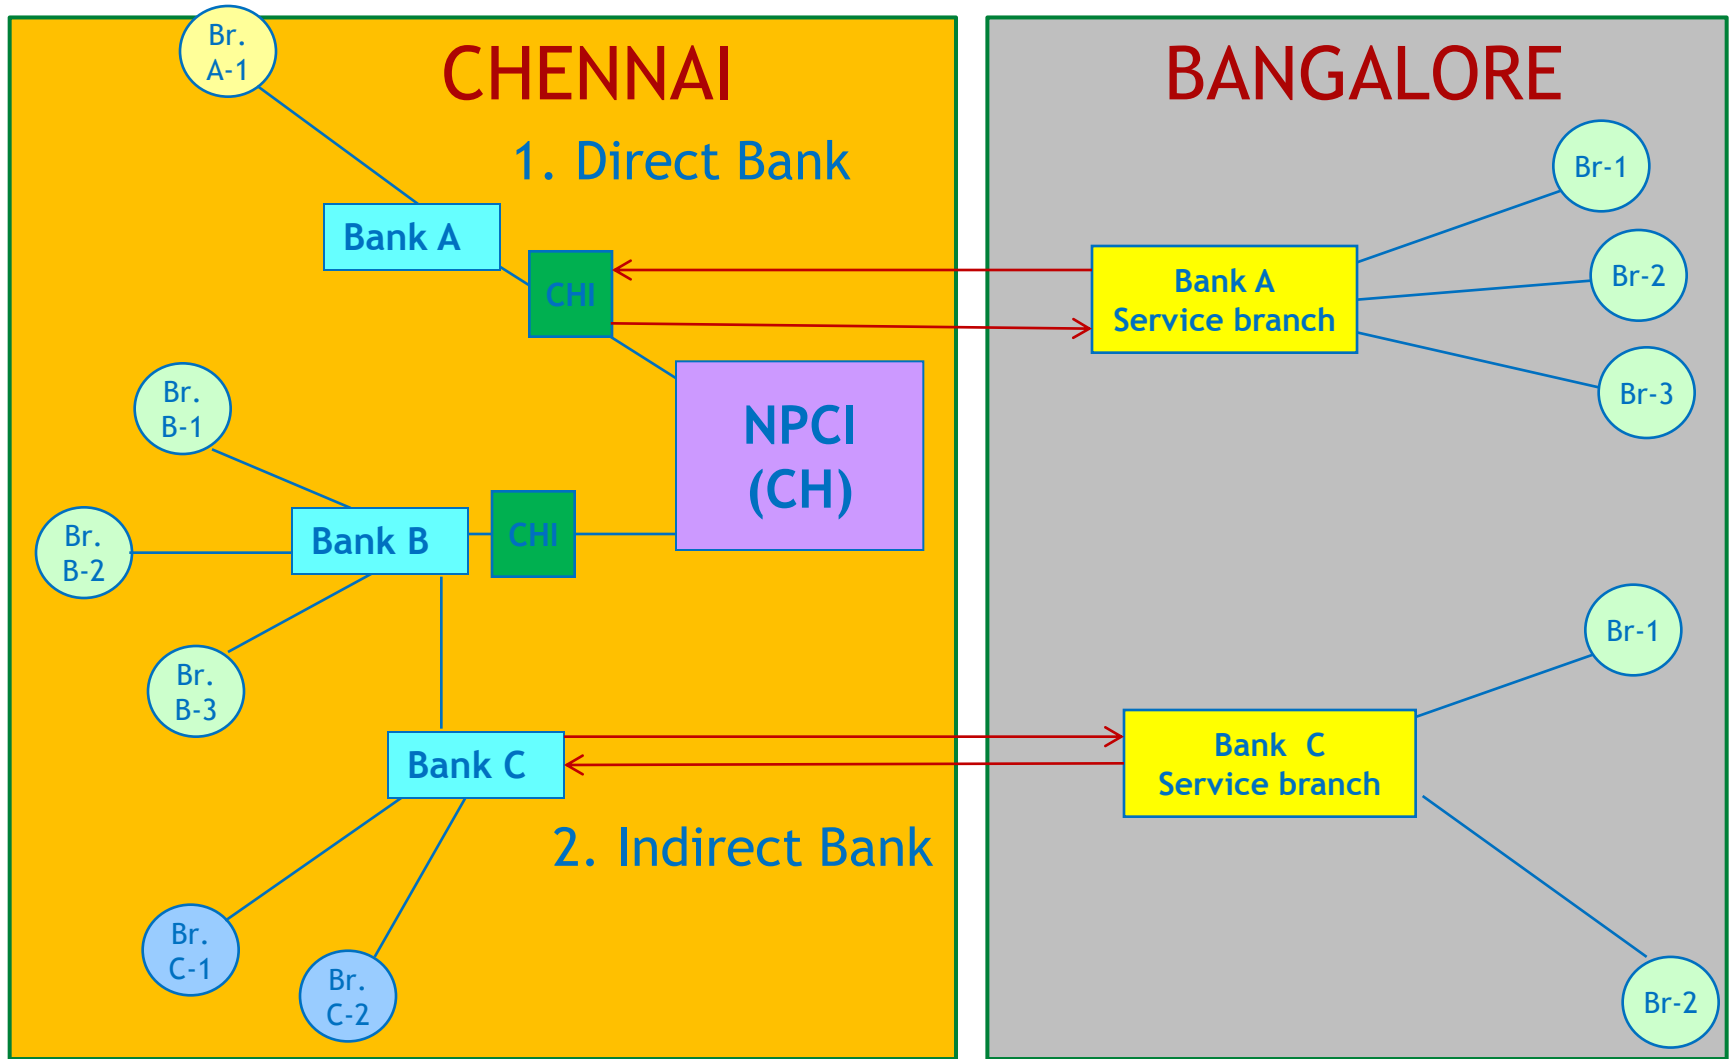 CHENNAI
Br.
A-1
1. Direct Bank
Bank A
CHI
NPCI
(CH)
Br.
B-1
Bank B
CHI
Br.
B-2
Br.
B-3
Bank C
2. Indirect Bank
Br.
C-1
Br.
C-2
BANGALORE
Br-1
Bank A
Service branch
Br-2
Br-3
Br-1
Bank  C
Service branch
Br-2